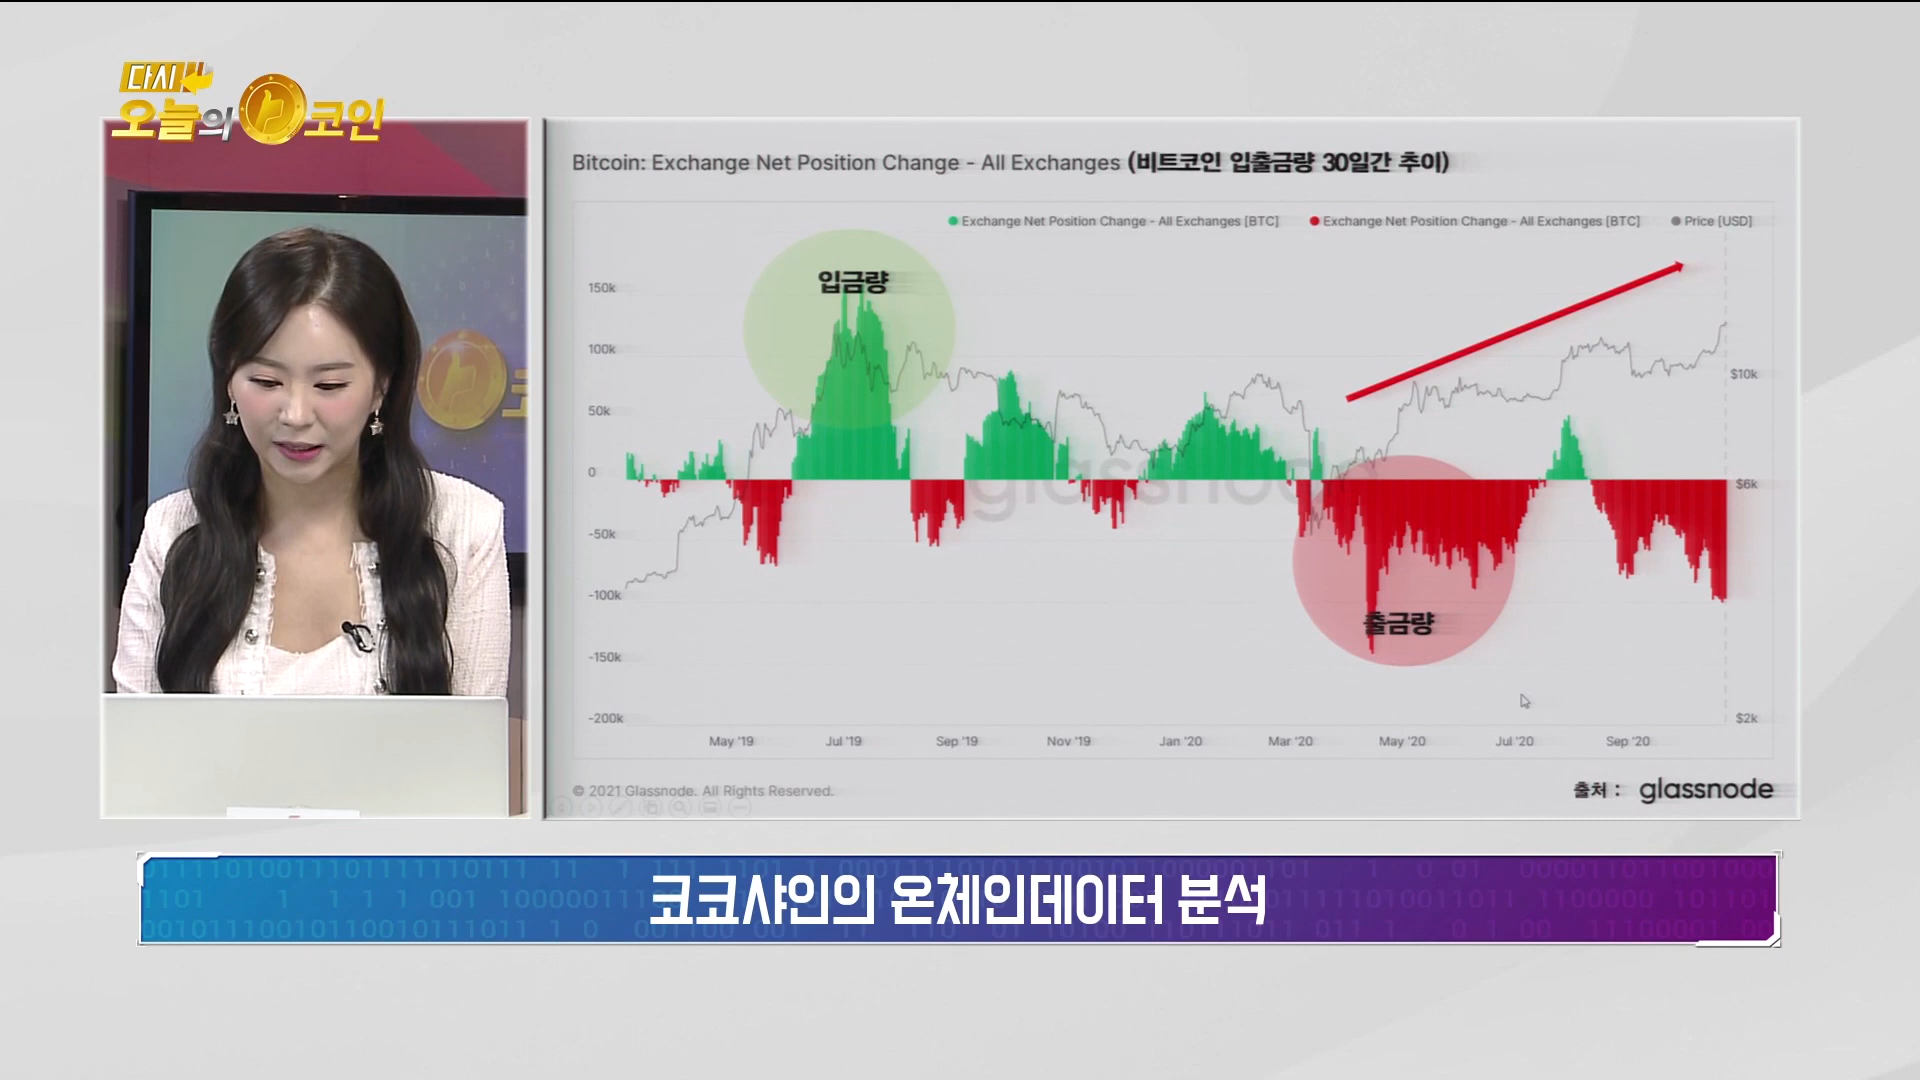 다시
오늘의 코인
Bitcoin: Exchange Net Position Change - All Exchanges (비트코인 입출금량 30일간 추이)
Exchange Net Position Change - All Exchanges [BTC] Exchange Net Position Change - All Exchanges [BTC] Price [USD]
입금량
150k
100k
50k
0
-50k
-100k
-150k
-200k
$10k
$6k
$2k
glassnode
출금량
May '19 Jul '19 Sep '19 Nov '19 Jan '20 Mar '20 May '20 Jul '20 Sep '20
© 2021 Glassnode. All Rights Reserved.
출처 : glassnode
코코샤인의 온체인데이터 분석